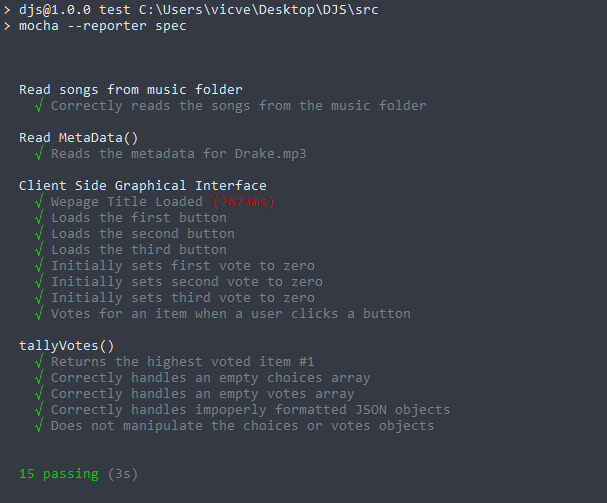 > djs@1.0.0 test C:\Users\vicve\Desktop\DJS\src
> mocha --reporter spec
Read songs from music folder
√ Correctly reads the songs from the music folder
Read MetaData()
√ Reads the metadata for Drake.mp3
Client Side Graphical Interface
√ Wepage Title Loaded (2873ms)
√ Loads the first button
√ Loads the second button
√ Loads the third button
√ Initially sets first vote to zero
√ Initially sets second vote to zero
√ Initially sets third vote to zero
√ Votes for an item when a user clicks a button
tallyVotes()
√ Returns the highest voted item #1
√ Correctly handles an empty choices array
√ Correctly handles an empty votes array
√ Correctly handles impoperly formatted JSON objects
√ Does not manipulate the choices or votes objects
15 passing (3s)